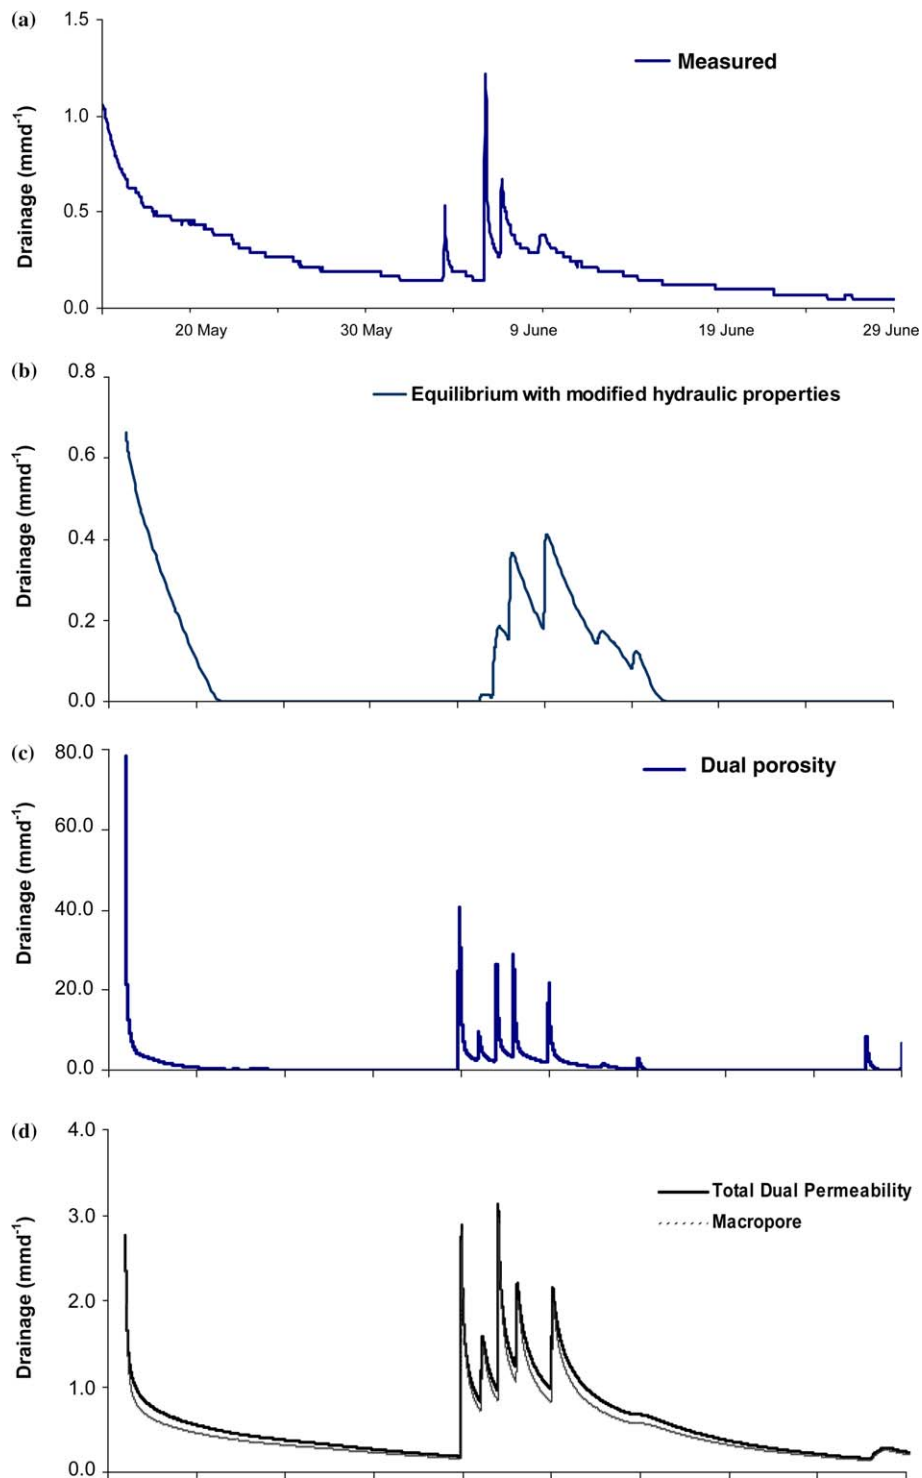 (a)
1.5
1.0
0.5
0.0
Drainage (mmd-1)
Measured
20 May
30 May
9 June
19 June
29 June
(b)
0.8
0.6
0.4
0.2
0.0
Drainage (mmd-1)
Equilibrium with modified hydraulic properties
(c)
80.0
60.0
40.0
20.0
0.0
Drainage (mmd-1)
Dual porosity
(d)
4.0
3.0
2.0
1.0
0.0
Drainage (mmd-1)
Total Dual Permeability
Macropore